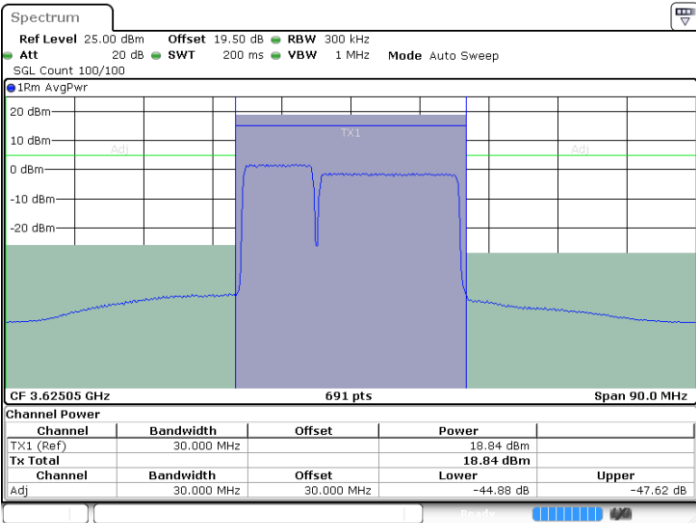 Spectrum
Ref Level 25.00 dBm Offset 19.50 dB RBW 300 kHz
Att 20 dB SWT 200 ms VBW 1 MHz Mode Auto Sweep
SGL Count 100/100
1Rm AvgPwr
20 dBm
TX1
10 dBm
Adj Adj
0 dBm
-10 dBm
-20 dBm
CF 3.62505 GHz 691 pts Span 90.0 MHz
Channel Power
Channel Bandwidth Offset Power
TX1 (Ref) 30.000 MHz 18.84 dBm
Tx Total 18.84 dBm
Channel Bandwidth Offset Lower Upper
Adj 30.000 MHz 30.000 MHz -44.88 dB -47.62 dB
Ready